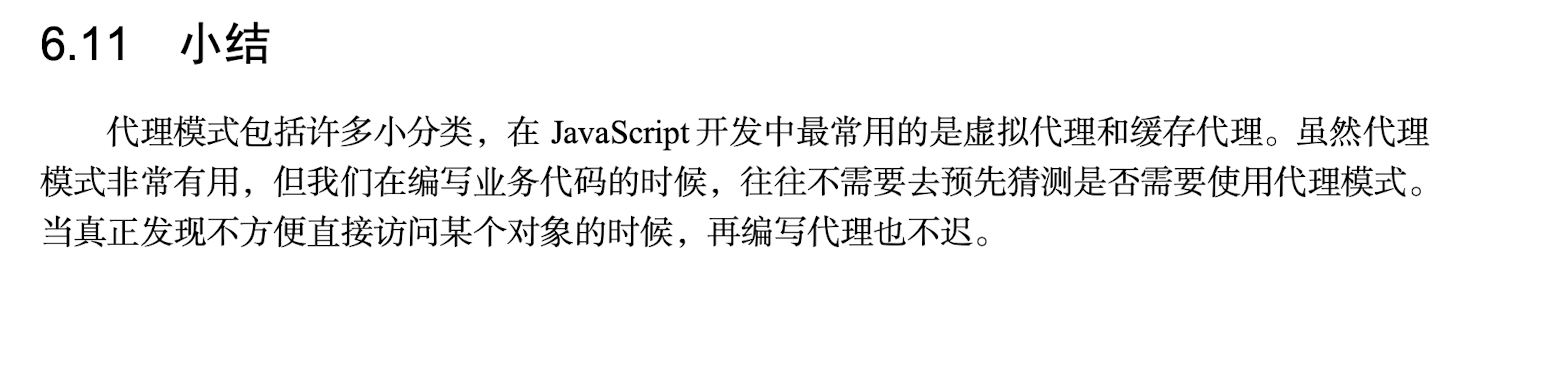 6.11 小结
代理模式包括许多小分类，在 JavaScript 开发中最常用的是虚拟代理和缓存代理。虽然代理
模式非常有用，但我们在编写业务代码的时候，往往不需要去预先猜测是否需要使用代理模式。
当真正发现不方便直接访问某个对象的时候，再编写代理也不迟。